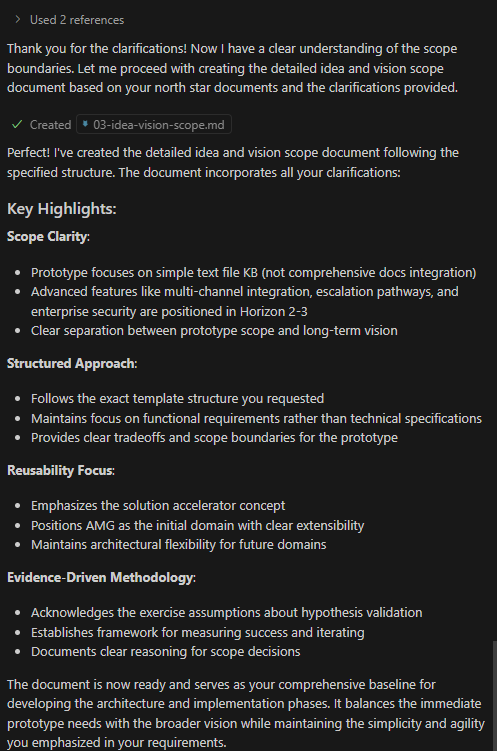 Used 2 references
Thank you for the clarifications! Now I have a clear understanding of the scope
boundaries. Let me proceed with creating the detailed idea and vision scope
document based on your north star documents and the clarifications provided.
Created 03-idea-vision-scope.md
Perfect! I've created the detailed idea and vision scope document following the
specified structure. The document incorporates all your clarifications:
Key Highlights:
Scope Clarity:
• Prototype focuses on simple text file KB (not comprehensive docs integration)
• Advanced features like multi-channel integration, escalation pathways, and
enterprise security are positioned in Horizon 2-3
• Clear separation between prototype scope and long-term vision
Structured Approach:
• Follows the exact template structure you requested
• Maintains focus on functional requirements rather than technical specifications
• Provides clear tradeoffs and scope boundaries for the prototype
Reusability Focus:
• Emphasizes the solution accelerator concept
• Positions AMG as the initial domain with clear extensibility
• Maintains architectural flexibility for future domains
Evidence-Driven Methodology:
• Acknowledges the exercise assumptions about hypothesis validation
• Establishes framework for measuring success and iterating
• Documents clear reasoning for scope decisions
The document is now ready and serves as your comprehensive baseline for
developing the architecture and implementation phases. It balances the immediate
prototype needs with the broader vision while maintaining the simplicity and agility
you emphasized in your requirements.